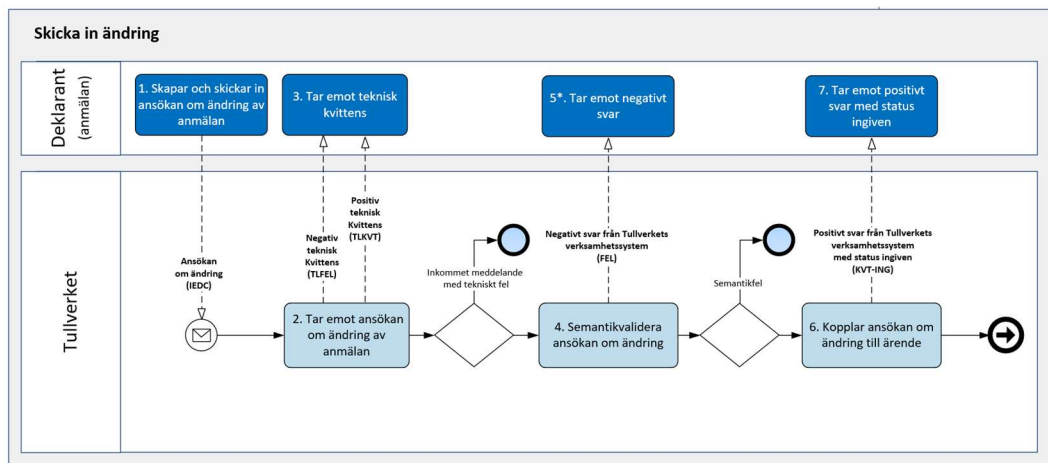 Skicka in ändring
Deklarant
(anmälan)
1. Skapar och skickar in
ansökan om ändring av
anmälan
3. Tar emot teknisk
kvittens
5*. Tar emot negativt
svar
7. Tar emot positivt
svar med status
ingiven
Tullverket
Ansökan
om ändring
(IEDC)
Negativ
teknisk
Kvittens
(TLFEL)
Positiv
teknisk
Kvittens
(TLKVT)
Inkommet meddelande
med tekniskt fel
Negativt svar från Tullverkets
verksamhetssystem
(FEL)
Semantikfel
Positivt svar från Tullverkets
verksamhetssystem
med status ingiven
(KVT-ING)
2. Tar emot ansökan
om ändring av
anmälan
4. Semantikvalidera
ansökan om ändring
6. Kopplar ansökan om
ändring till ärende